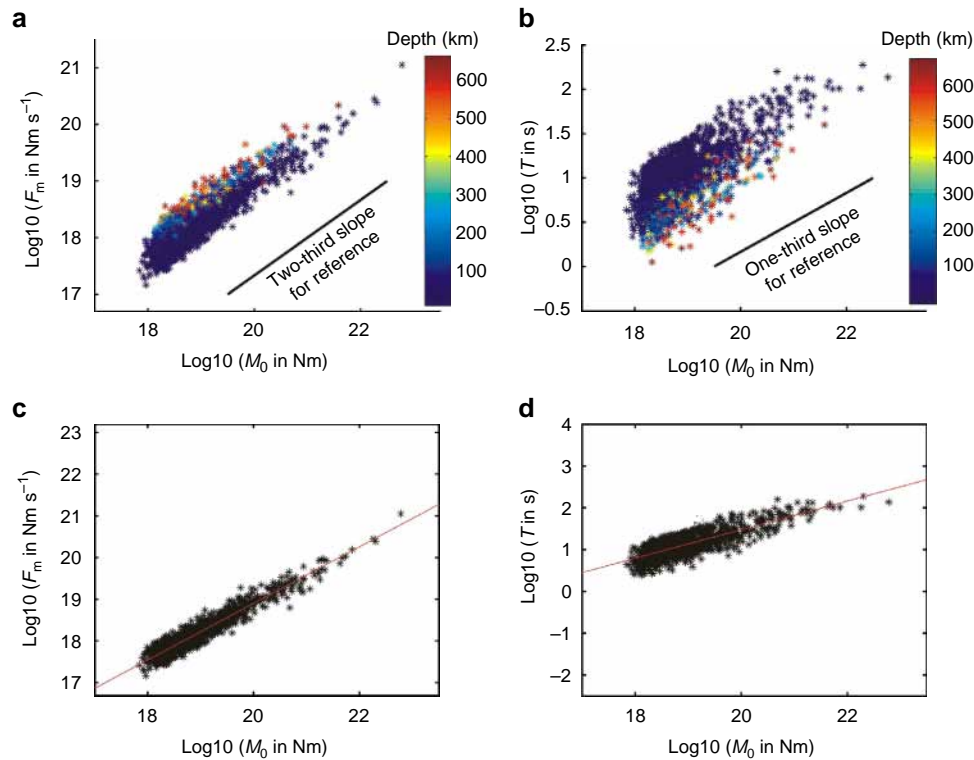 a
Depth (km)
600
500
400
300
200
100
21
20
19
18
17
Log10 (Fm in Nm s−1)
Two-third slope
for reference
18 20 22
Log10 (M0 in Nm)
b
Depth (km)
600
500
400
300
200
100
2.5
2
1.5
1
0.5
0
−0.5
Log10 (T in s)
One-third slope
for reference
18 20 22
Log10 (M0 in Nm)
c
23
22
21
20
19
18
17
Log10 (Fm in Nm s−1)
18 20 22
Log10 (M0 in Nm)
d
4
3
2
1
0
−1
−2
Log10 (T in s)
18 20 22
Log10 (M0 in Nm)